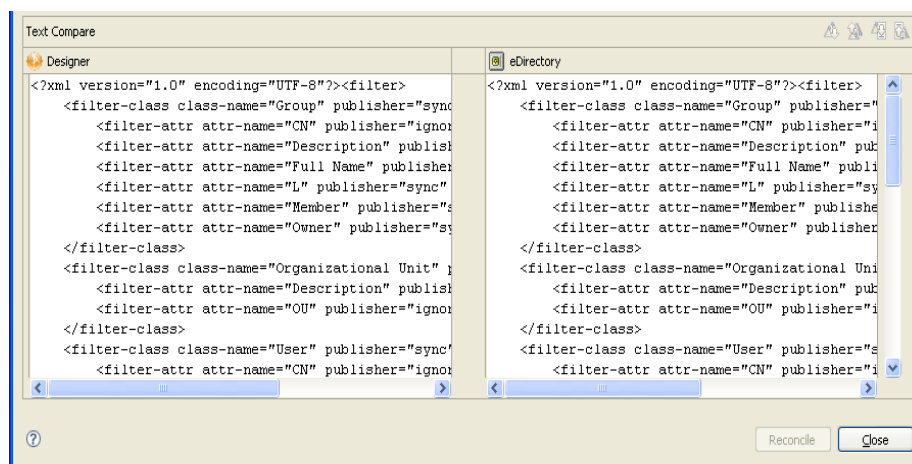 Text Compare
Designer
<?xml version="1.0" encoding="UTF-8"?><filter>
<filter-class class-name="Group" publisher="sync
<filter-attr attr-name="CN" publisher="ignor
<filter-attr attr-name="Description" publish
<filter-attr attr-name="Full Name" publisher
<filter-attr attr-name="L" publisher="sync"
<filter-attr attr-name="Member" publisher="s
<filter-attr attr-name="Owner" publisher="sy
</filter-class>
<filter-class class-name="Organizational Unit" p
<filter-attr attr-name="Description" publish
<filter-attr attr-name="OU" publisher="ignor
</filter-class>
<filter-class class-name="User" publisher="sync"
<filter-attr attr-name="CN" publisher="ignor
eDirectory
<?xml version="1.0" encoding="UTF-8"?><filter>
<filter-class class-name="Group" publisher="
<filter-attr attr-name="CN" publisher="i
<filter-attr attr-name="Description" pub
<filter-attr attr-name="Full Name" publi
<filter-attr attr-name="L" publisher="sy
<filter-attr attr-name="Member" publishe
<filter-attr attr-name="Owner" publisher
</filter-class>
<filter-class class-name="Organizational Uni
<filter-attr attr-name="Description" pub
<filter-attr attr-name="OU" publisher="i
</filter-class>
<filter-class class-name="User" publisher="s
<filter-attr attr-name="CN" publisher="i
Reconcile
Close